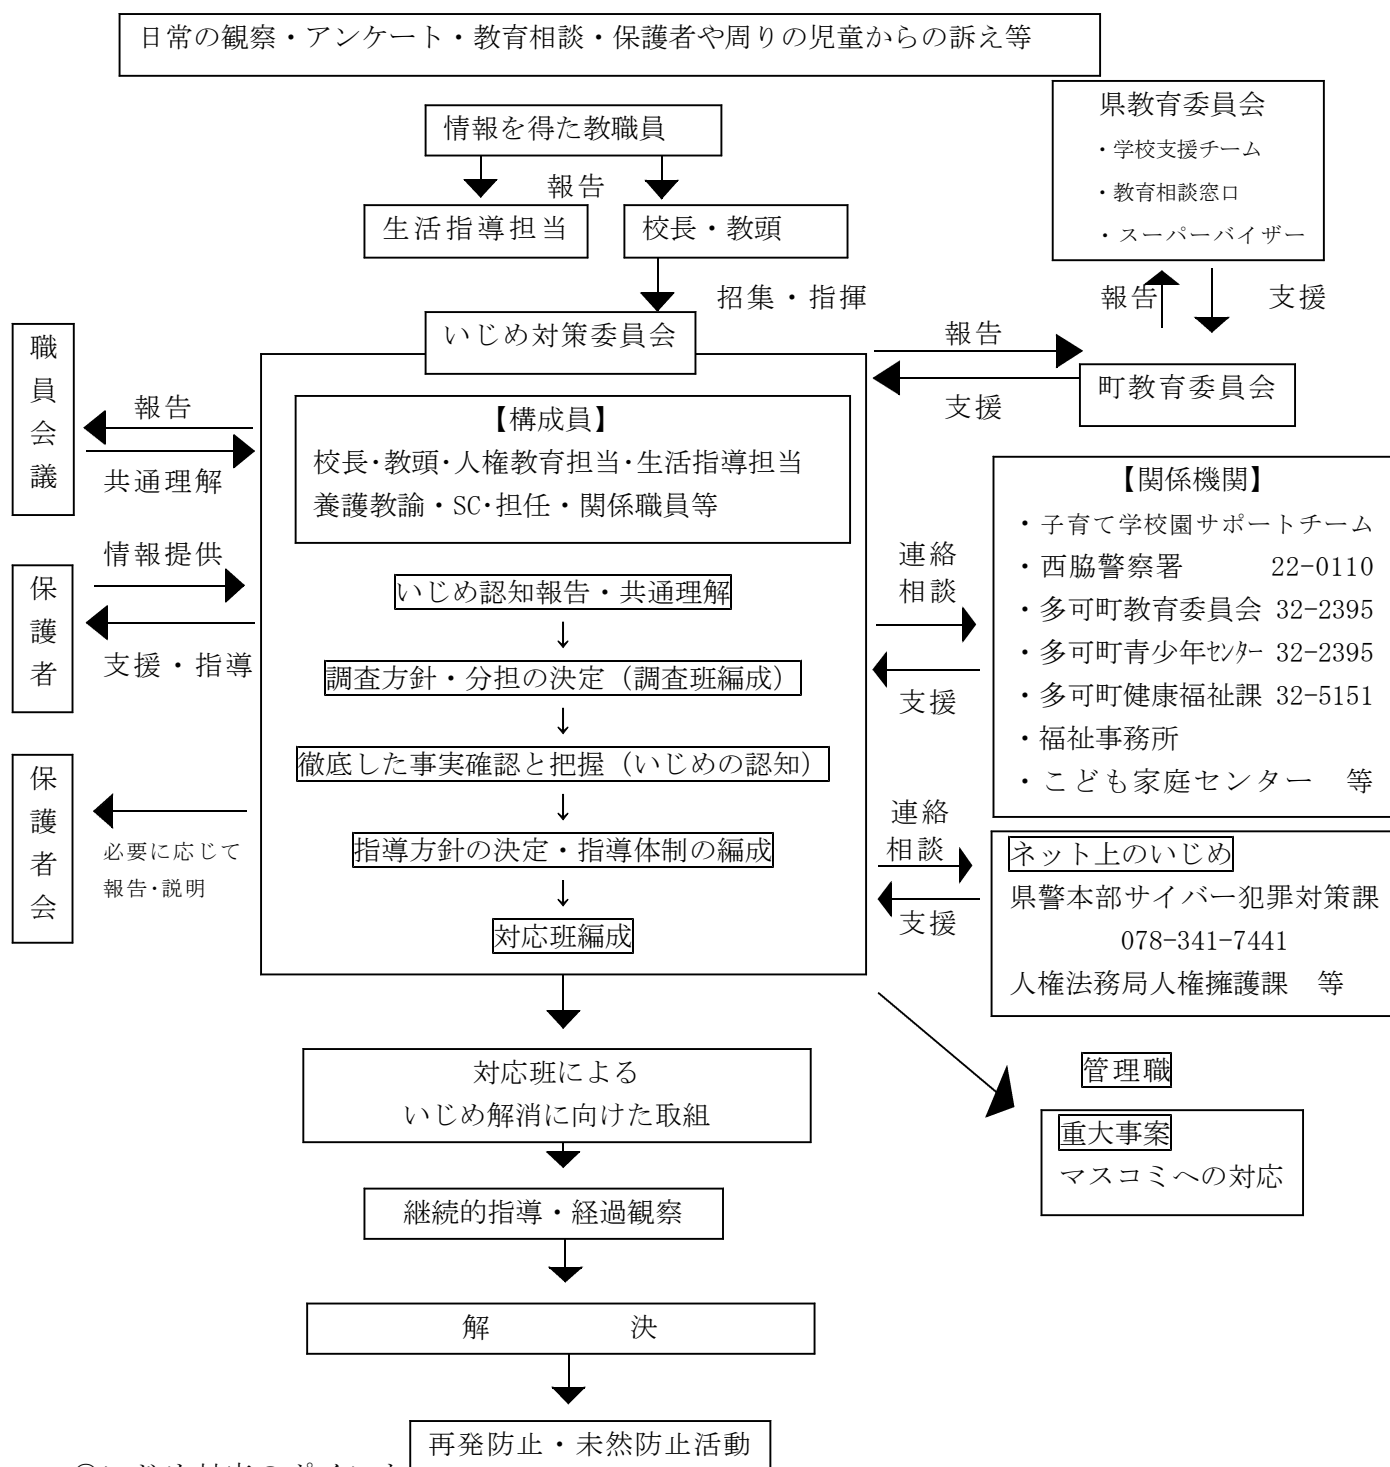 日常の観察・アンケート・教育相談・保護者や周りの児童からの訴え等
県教育委員会
・学校支援チーム
・教育相談窓口
・スーパーバイザー
情報を得た教職員
報告
生活指導担当
校長・教頭
招集・指揮
報告
支援
いじめ対策委員会
報告
支援
町教育委員会
職員会議
報告
共通理解
【構成員】
校長･教頭･人権教育担当･生活指導担当
養護教諭・SC･担任・関係職員等
保護者
情報提供
支援・指導
いじめ認知報告・共通理解
↓
調査方針・分担の決定（調査班編成）
↓
徹底した事実確認と把握（いじめの認知）
↓
指導方針の決定・指導体制の編成
↓
対応班編成
連絡
相談
支援
【関係機関】
・子育て学校園サポートチーム
・西脇警察署 22-0110
・多可町教育委員会 32-2395
・多可町青少年ｾﾝﾀｰ 32-2395
・多可町健康福祉課 32-5151
・福祉事務所
・こども家庭センター 等
保護者会
必要に応じて
報告･説明
連絡
相談
支援
ネット上のいじめ
県警本部サイバー犯罪対策課
078-341-7441
人権法務局人権擁護課 等
管理職
重大事案
マスコミへの対応
対応班による
いじめ解消に向けた取組
継続的指導・経過観察
解 決
再発防止・未然防止活動